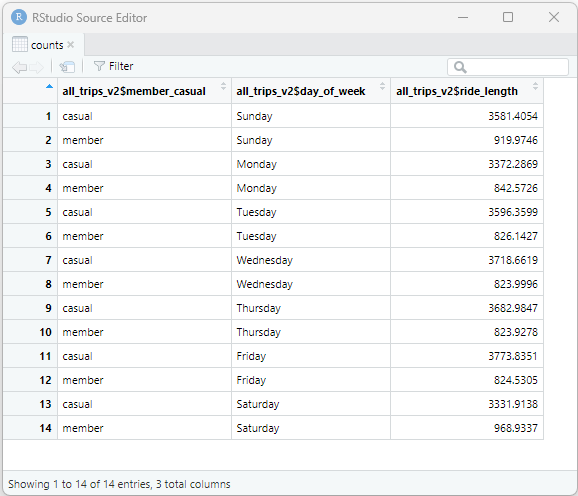 RStudio Source Editor
counts
Filter
all_trips_v2$member_casual all_trips_v2$day_of_week all_trips_v2$ride_length
1 casual Sunday 3581.4054
2 member Sunday 919.9746
3 casual Monday 3372.2869
4 member Monday 842.5726
5 casual Tuesday 3596.3599
6 member Tuesday 826.1427
7 casual Wednesday 3718.6619
8 member Wednesday 823.9996
9 casual Thursday 3682.9847
10 member Thursday 823.9278
11 casual Friday 3773.8351
12 member Friday 824.5305
13 casual Saturday 3331.9138
14 member Saturday 968.9337
Showing 1 to 14 of 14 entries, 3 total columns